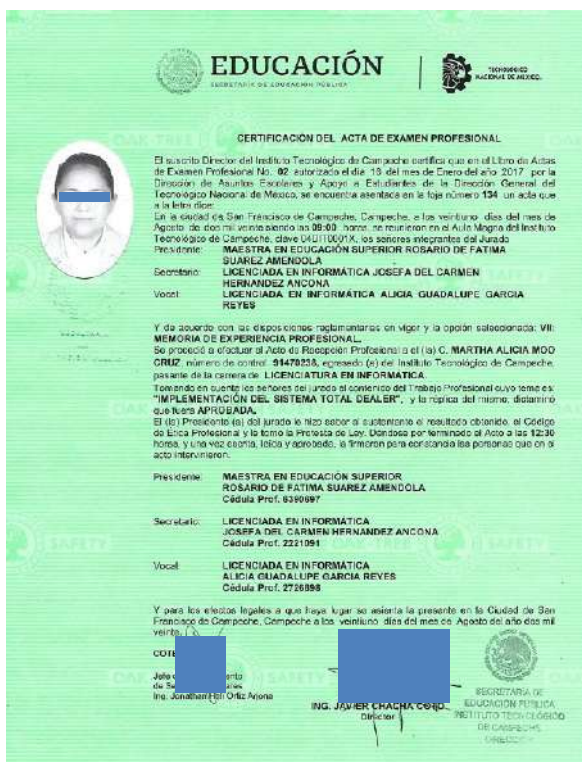 EDUCACIÓN
SECRETARÍA DE EDUCACIÓN PÚBLICA
TECNOLÓGICO
NACIONAL DE MÉXICO
CERTIFICACIÓN DEL ACTA DE EXAMEN PROFESIONAL
El suscrito Director del Instituto Tecnológico de Campeche certifica que en el Libro de Actas
de Examen Profesional No. 02 autorizado el día 16 del mes de Enero del año 2017 por la
Dirección de Asuntos Escolares y Apoyo a Estudiantes de la Dirección General del
Tecnológico Nacional de México, se encuentra asentada en la foja número 134 un acta que
a la letra dice:
En la ciudad de San Francisco de Campeche, Campeche, a los veintiuno días del mes de
Agosto de dos mil veinte siendo las 09:00 horas, se reunieron en el Aula Magna del Instituto
Tecnológico de Campeche, clave 04DIT0001X, los señores integrantes del Jurado
Presidente: MAESTRA EN EDUCACIÓN SUPERIOR ROSARIO DE FATIMA
SUAREZ AMENDOLA
Secretario: LICENCIADA EN INFORMÁTICA JOSEFA DEL CARMEN
HERNANDEZ ANCONA
Vocal: LICENCIADA EN INFORMÁTICA ALICIA GUADALUPE GARCIA
REYES
Y de acuerdo con las disposiciones reglamentarias en vigor y la opción seleccionada: VII:
MEMORIA DE EXPERIENCIA PROFESIONAL.
Se procedió a efectuar el Acto de Recepción Profesional a el (la) C. MARTHA ALICIA MOO
CRUZ, número de control 91470238, egresado (a) del Instituto Tecnológico de Campeche,
pasante de la carrera de LICENCIATURA EN INFORMÁTICA.
Tomando en cuenta los señores del jurado el contenido del Trabajo Profesional cuyo tema es:
"IMPLEMENTACIÓN DEL SISTEMA TOTAL DEALER", y la réplica del mismo, dictaminó
que fuera APROBADA.
El (la) Presidente (a) del jurado le hizo saber al sustentante el resultado obtenido, el Código
de Ética Profesional y le tomo la Protesta de Ley. Dándose por terminado el Acto a las 12:30
horas, y una vez escrita, leída y aprobada, la firmaron para constancia las personas que en el
acto intervinieron.
Presidente: MAESTRA EN EDUCACIÓN SUPERIOR
ROSARIO DE FATIMA SUAREZ AMENDOLA
Cédula Prof. 6390697
Secretario: LICENCIADA EN INFORMÁTICA
JOSEFA DEL CARMEN HERNANDEZ ANCONA
Cédula Prof. 2221091
Vocal: LICENCIADA EN INFORMÁTICA
ALICIA GUADALUPE GARCIA REYES
Cédula Prof. 2726898
Y para los efectos legales a que haya lugar se asienta la presente en la Ciudad de San
Francisco de Campeche, Campeche a los veintiuno días del mes de Agosto del año dos mil
veinte.
COTE
Jefe
de Se
Ing. Jonathan Ortiz Arjona
ING. JAVIER CHACHA
Director
SECRETARÍA DE
EDUCACIÓN PÚBLICA
INSTITUTO TECNOLÓGICO
DE CAMPECHE
DIRECCIÓN
OAK-TREE
SAFETY